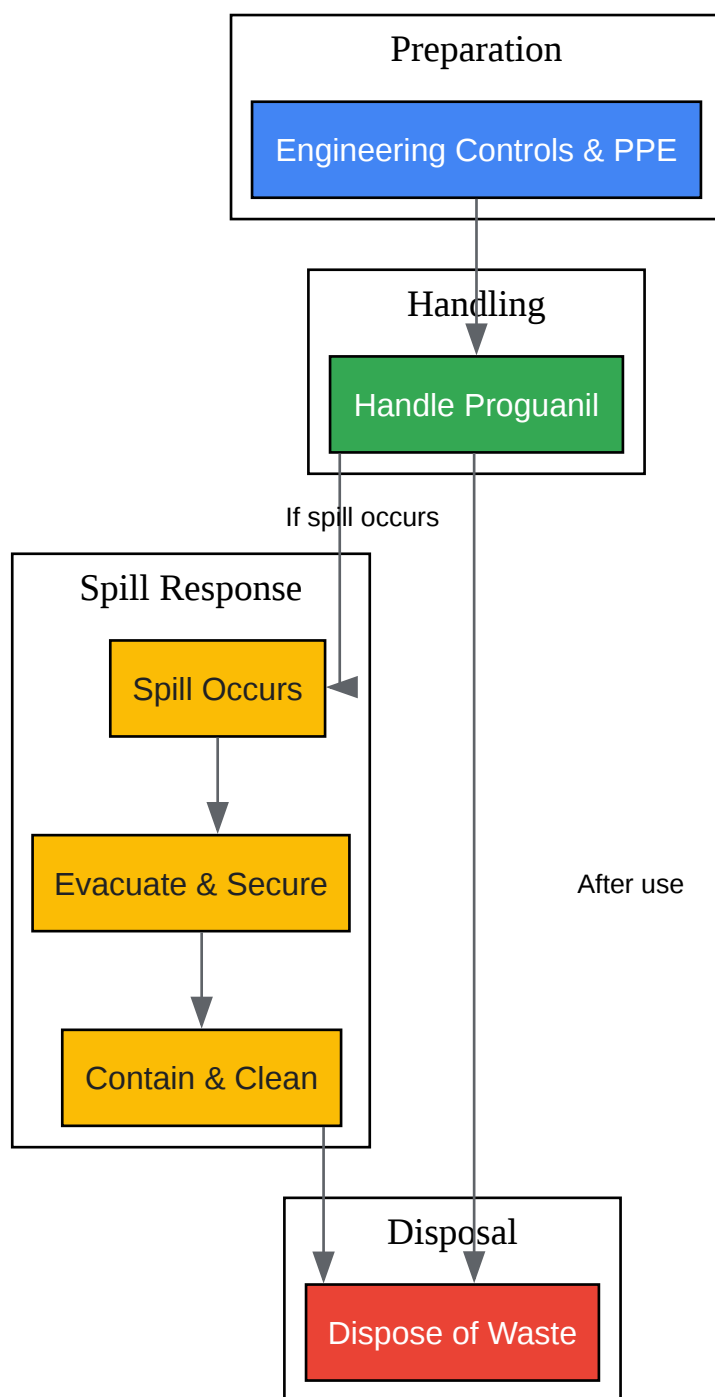 Preparation
Engineering Controls & PPE
Handling
Handle Proguanil
If spill occurs
Spill Response
Spill Occurs
Evacuate & Secure
After use
Contain & Clean
Disposal
Dispose of Waste